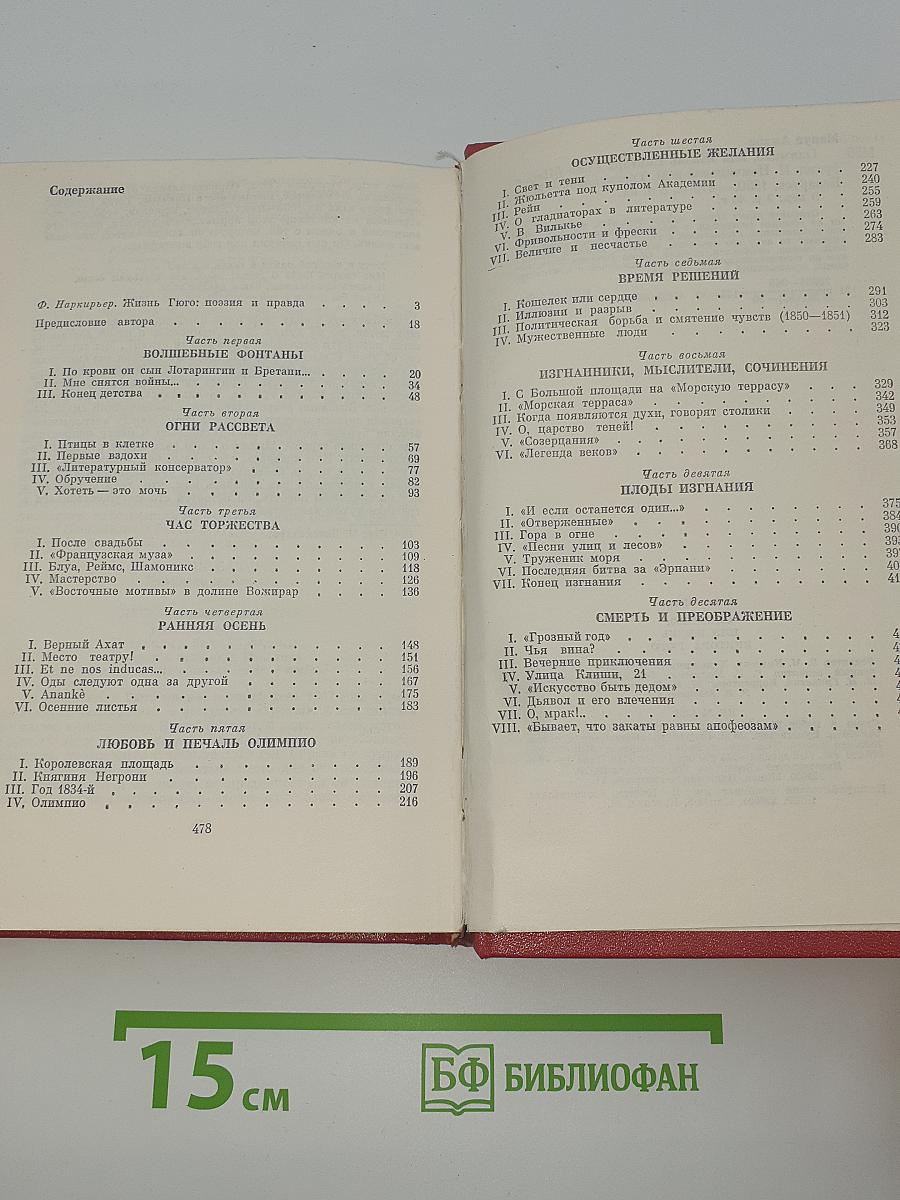 Содержание
Ф. Наркирьер. Жизнь Гюго: поэзия и правда . . . . 3
Предисловие автора . . . . . . . . . . . 18
Часть первая
ВОЛШЕБНЫЕ ФОНТАНЫ
I. По крови он сын Лотарингии и Бретани... . . . . 20
II. Мне снятся войны... . . . . . . . . . . 34
III. Конец детства . . . . . . . . . . . 48
Часть вторая
ОГНИ РАССВЕТА
I. Птицы в клетке . . . . . . . . . . . 57
II. Первые вздохи . . . . . . . . . . . 69
III. «Литературный консерватор» . . . . . . . 77
IV. Обручение . . . . . . . . . . . . 82
V. Хотеть — это мочь . . . . . . . . . . 93
Часть третья
ЧАС ТОРЖЕСТВА
I. После свадьбы . . . . . . . . . . . 103
II. «Французская муза» . . . . . . . . . . 109
III. Блуа, Реймс, Шамоникс . . . . . . . . . 118
IV. Мастерство . . . . . . . . . . . . 126
V. «Восточные мотивы» в долине Вожирар . . . . 136
Часть четвертая
РАННЯЯ ОСЕНЬ
I. Верный Ахат . . . . . . . . . . . 148
II. Место театру! . . . . . . . . . . . 151
III. Et ne nos inducas... . . . . . . . . . . 156
IV. Оды следуют одна за другой . . . . . . . 167
V. Anankè . . . . . . . . . . . . . 175
VI. Осенние листья . . . . . . . . . . . 183
Часть пятая
ЛЮБОВЬ И ПЕЧАЛЬ ОЛИМПИО
I. Королевская площадь . . . . . . . . . 189
II. Княгиня Негрони . . . . . . . . . . 196
III. Год 1834-й . . . . . . . . . . . . 207
IV. Олимпио . . . . . . . . . . . . . 216
478
Часть шестая
ОСУЩЕСТВЛЕННЫЕ ЖЕЛАНИЯ
I. Свет и тени . . . . . . . . . . . 227
II. Жюльетта под куполом Академии . . . . . . 240
III. Рейн . . . . . . . . . . . . . 255
IV. О гладиаторах в литературе . . . . . . . 259
V. В Вилькье . . . . . . . . . . . . 263
VI. Фривольности и фрески . . . . . . . . . 274
VII. Величие и несчастье . . . . . . . . . 283
Часть седьмая
ВРЕМЯ РЕШЕНИЙ
I. Кошелек или сердце . . . . . . . . . 291
II. Иллюзии и разрыв . . . . . . . . . . 303
III. Политическая борьба и смятение чувств (1850—1851) 312
IV. Мужественные люди . . . . . . . . . 323
Часть восьмая
ИЗГНАННИКИ, МЫСЛИТЕЛИ, СОЧИНЕНИЯ
I. С Большой площади на «Морскую террасу» . . . . 329
II. «Морская терраса» . . . . . . . . . . 342
III. Когда появляются духи, говорят столики . . . . . 349
IV. О, царство теней! . . . . . . . . . . 353
V. «Созерцания» . . . . . . . . . . . 357
VI. «Легенда веков» . . . . . . . . . . . 368
Часть девятая
ПЛОДЫ ИЗГНАНИЯ
I. «И если останется один...» . . . . . . . . 375
II. «Отверженные» . . . . . . . . . . . 384
III. Гора в огне . . . . . . . . . . . 390
IV. «Песни улиц и лесов» . . . . . . . . . 393
V. Труженик моря . . . . . . . . . . . 397
VI. Последняя битва за «Эрнани» . . . . . . . 40
VII. Конец изгнания . . . . . . . . . . . 41
Часть десятая
СМЕРТЬ И ПРЕОБРАЖЕНИЕ
I. «Грозный год» . . . . . . . . . . . 4
II. Чья вина? . . . . . . . . . . . . 4
III. Вечерние приключения . . . . . . . . . 4
IV. Улица Клиши, 21 . . . . . . . . . . 4
V. «Искусство быть дедом» . . . . . . . . . 4
VI. Дьявол и его влечения . . . . . . . . . 4
VII. О, мрак!.. . . . . . . . . . . . . 4
VIII. «Бывает, что закаты равны апофеозам» . . . . .
15 см
БФ БИБЛИОФАН